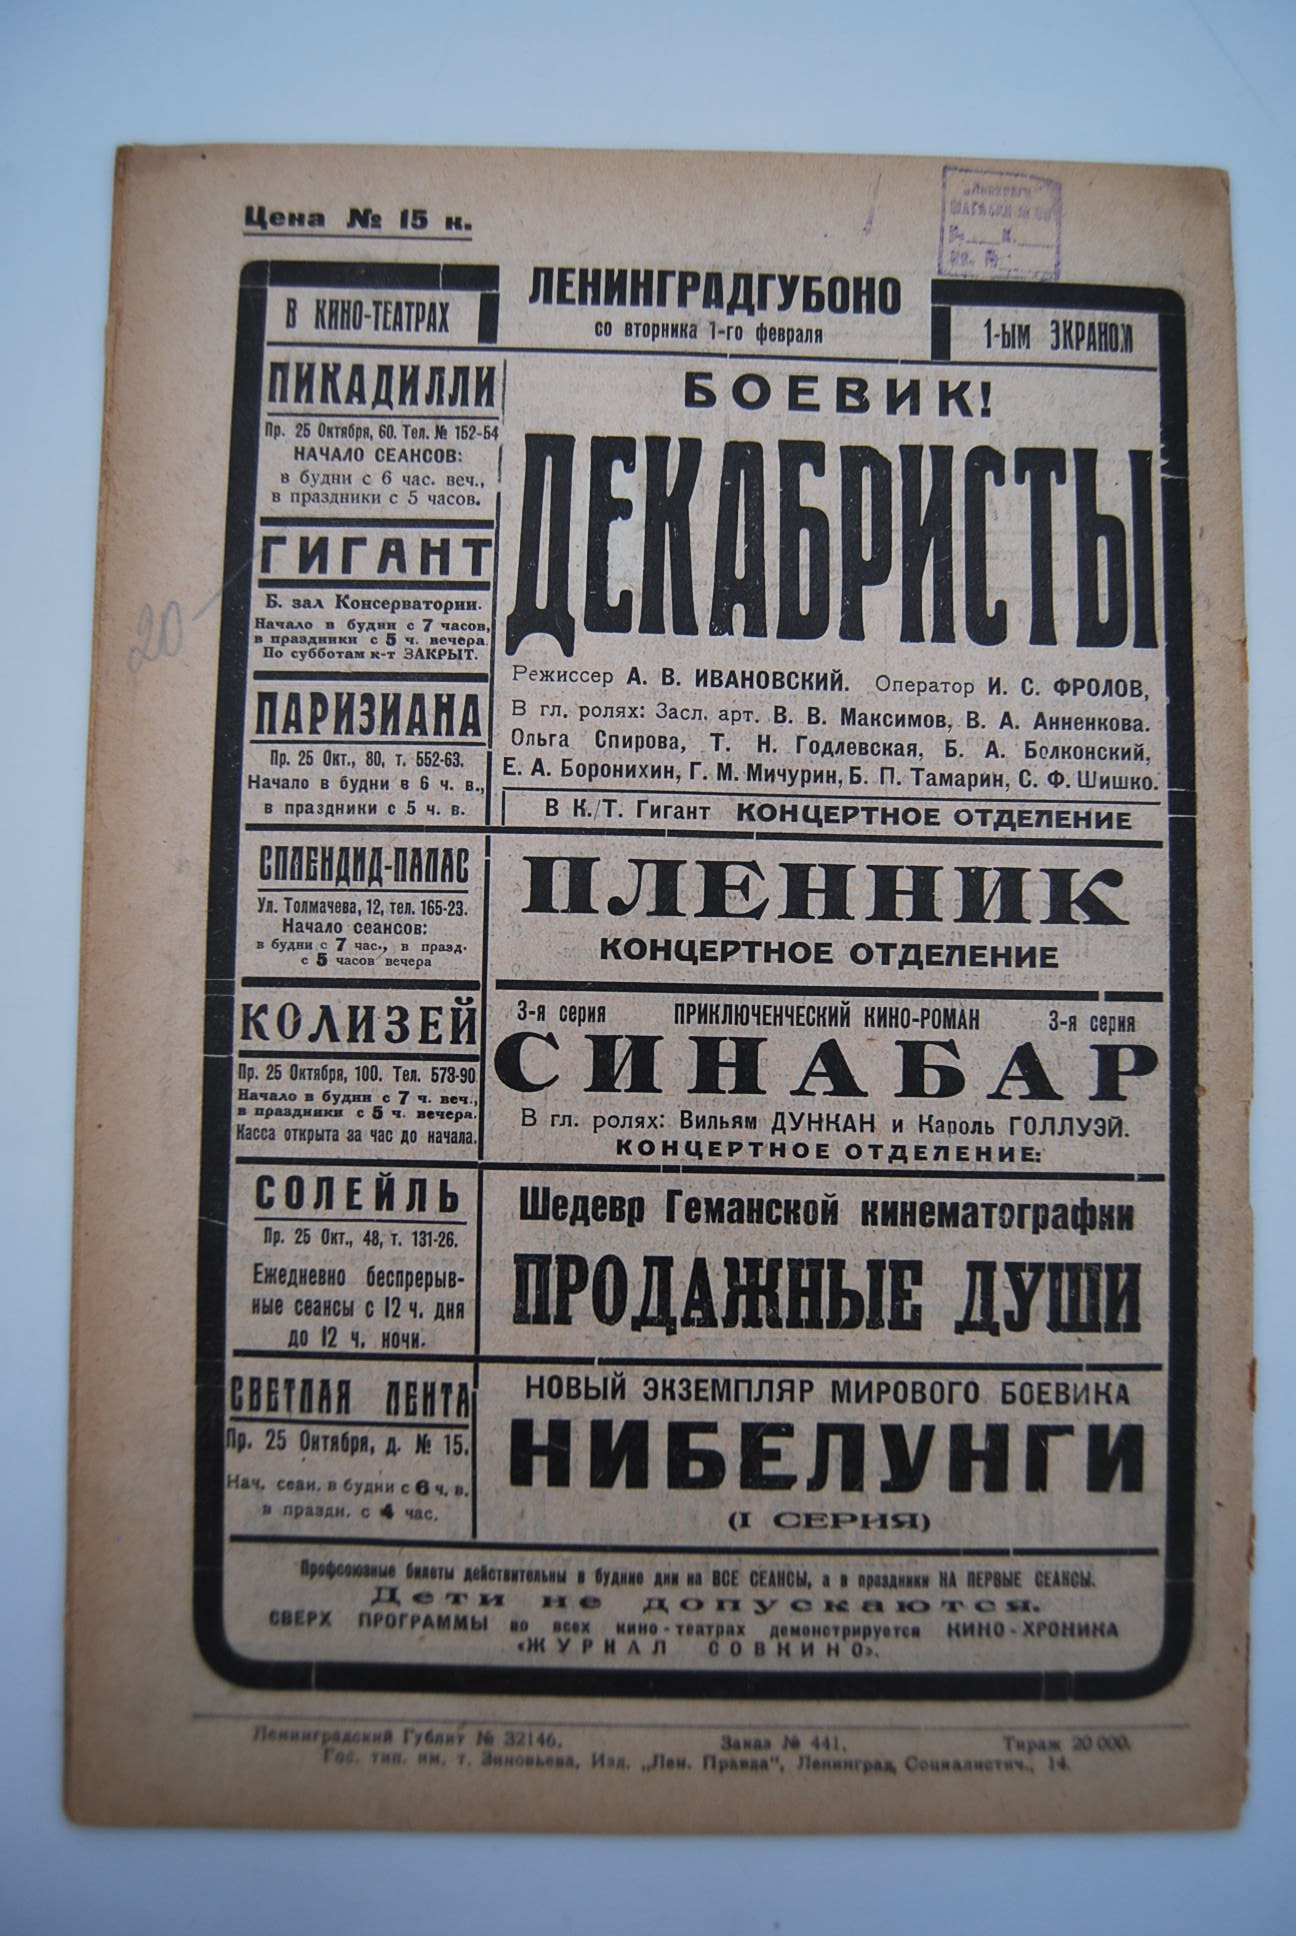 Цена № 15 к.
В КИНО-ТЕАТРАХ
ЛЕНИНГРАДГУБОНО
со вторника 1-го февраля
1-ым ЭКРАНОМ
ПИКАДИЛЛИ
Пр. 25 Октября, 60. Тел. № 152-54
НАЧАЛО СЕАНСОВ:
в будни с 6 час. веч.,
в праздники с 5 часов.
ГИГАНТ
Б. зал Консерватории.
Начало в будни с 7 часов,
в праздники с 5 ч. вечера.
По субботам к-т ЗАКРЫТ.
ПАРИЗИАНА
Пр. 25 Окт., 80, т. 552-63.
Начало в будни в 6 ч. в.,
в праздники с 5 ч. в.
БОЕВИК!
ДЕКАБРИСТЫ
Режиссер А. В. ИВАНОВСКИЙ. Оператор И. С. ФРОЛОВ,
В гл. ролях: Засл. арт. В. В. Максимов, В. А. Анненкова.
Ольга Спирова, Т. Н. Годлевская, Б. А. Болконский,
Е. А. Боронихин, Г. М. Мичурин, Б. П. Тамарин, С. Ф. Шишко.
В К./Т. Гигант КОНЦЕРТНОЕ ОТДЕЛЕНИЕ
СПЛЕНДИД-ПАЛАС
Ул. Толмачева, 12, тел. 165-23.
Начало сеансов:
в будни с 7 час., в празд.
с 5 часов вечера
ПЛЕННИК
КОНЦЕРТНОЕ ОТДЕЛЕНИЕ
КОЛИЗЕЙ
Пр. 25 Октября, 100. Тел. 573-90
Начало в будни с 7 ч. веч.,
в праздники с 5 ч. вечера.
Касса открыта за час до начала.
3-я серия ПРИКЛЮЧЕНЧЕСКИЙ КИНО-РОМАН 3-я серия
СИНАБАР
В гл. ролях: Вильям ДУНКАН и Кароль ГОЛЛУЭЙ.
КОНЦЕРТНОЕ ОТДЕЛЕНИЕ:
СОЛЕЙЛЬ
Пр. 25 Окт., 48, т. 131-26.
Ежедневно беспрерыв-
ные сеансы с 12 ч. дня
до 12 ч. ночи.
Шедевр Геманской кинематографии
ПРОДАЖНЫЕ ДУШИ
СВЕТЛАЯ ЛЕНТА
Пр. 25 Октября, д. № 15.
Нач. сеан. в будни с 6 ч. в.
в праздн. с 4 час.
НОВЫЙ ЭКЗЕМПЛЯР МИРОВОГО БОЕВИКА
НИБЕЛУНГИ
(I СЕРИЯ)
Профсоюзные билеты действительны в будние дни на ВСЕ СЕАНСЫ, а в праздники НА ПЕРВЫЕ СЕАНСЫ.
Дети не допускаются.
СВЕРХ ПРОГРАММЫ во всех кино-театрах демонстрируется КИНО-ХРОНИКА
«ЖУРНАЛ СОВКИНО».
Ленинградский Гублит № 32146. Заказ № 441. Тираж 20 000.
Гос. тип. им. т. Зиновьева, Изд. „Лен. Правда", Ленинград, Социалистич., 14.
20-